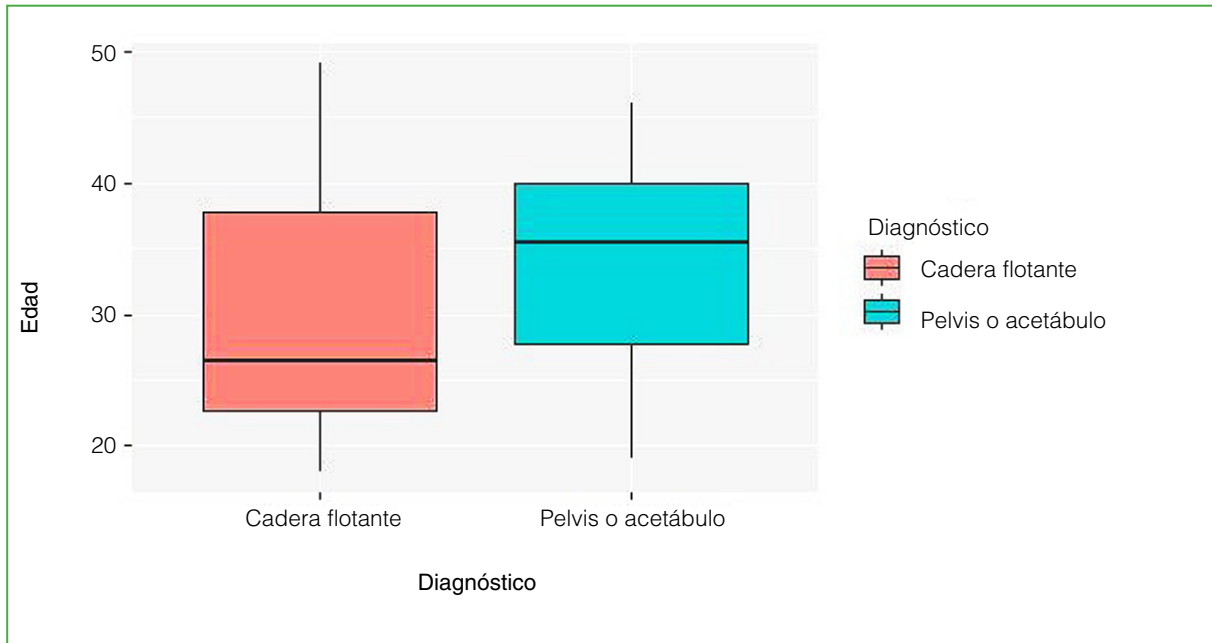 50
40
30
20
Edad
Cadera flotante
Pelvis o acetábulo
Diagnóstico
Diagnóstico
Cadera flotante
Pelvis o acetábulo